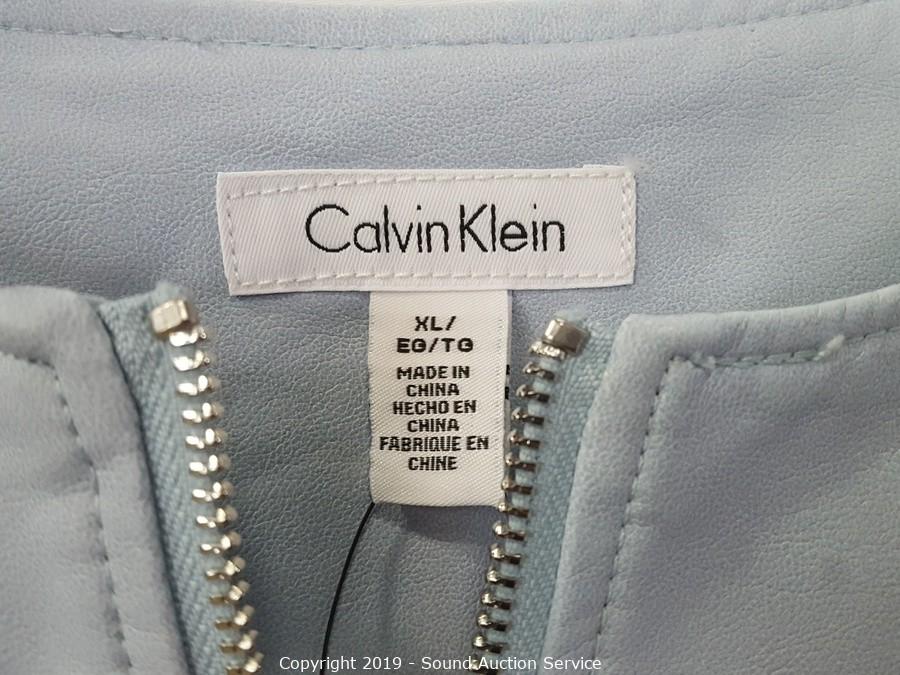 Calvin Klein
XL/
EG/TG
MADE IN
CHINA
HECHO EN
CHINA
FABRIQUE EN
CHINE
Copyright 2019 - Sound Auction Service